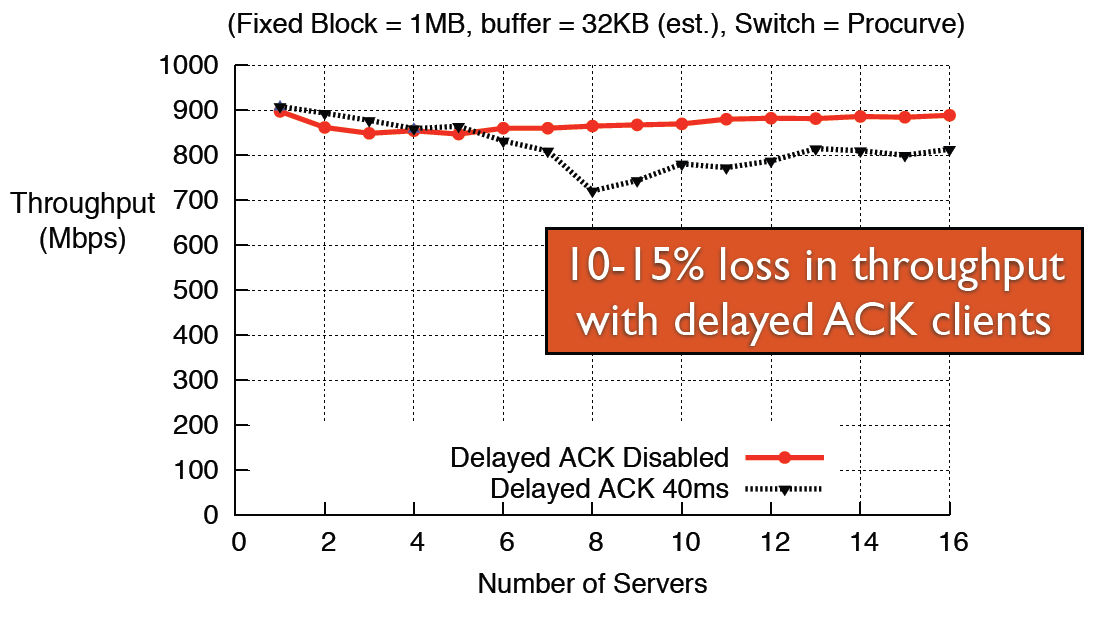 (Fixed Block = 1MB, buffer = 32KB (est.), Switch = Procurve)
1000
900
800
700
600
500
400
300
200
100
0
Throughput
(Mbps)
10-15% loss in throughput
with delayed ACK clients
Delayed ACK Disabled
Delayed ACK 40ms
0 2 4 6 8 10 12 14 16
Number of Servers